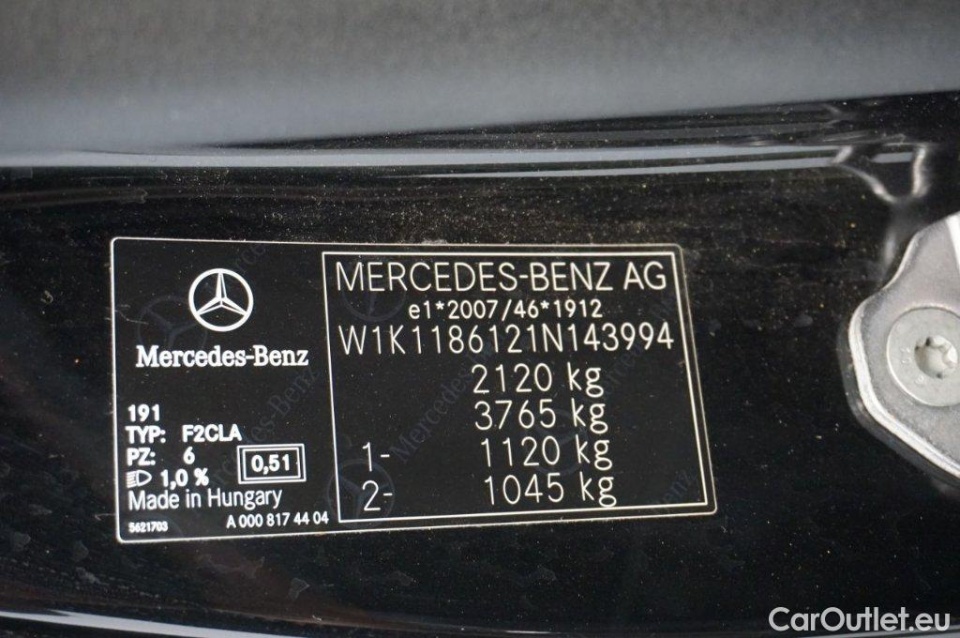 Mercedes-Benz
191
TYP: F2CLA
PZ: 6
1,0 % 0,51
Made in Hungary
5621703 A 000 817 44 04
MERCEDES-BENZ AG
e1*2007/46*1912
W1K1186121N143994
2120 kg
3765 kg
1- 1120 kg
2- 1045 kg
CarOutlet.eu